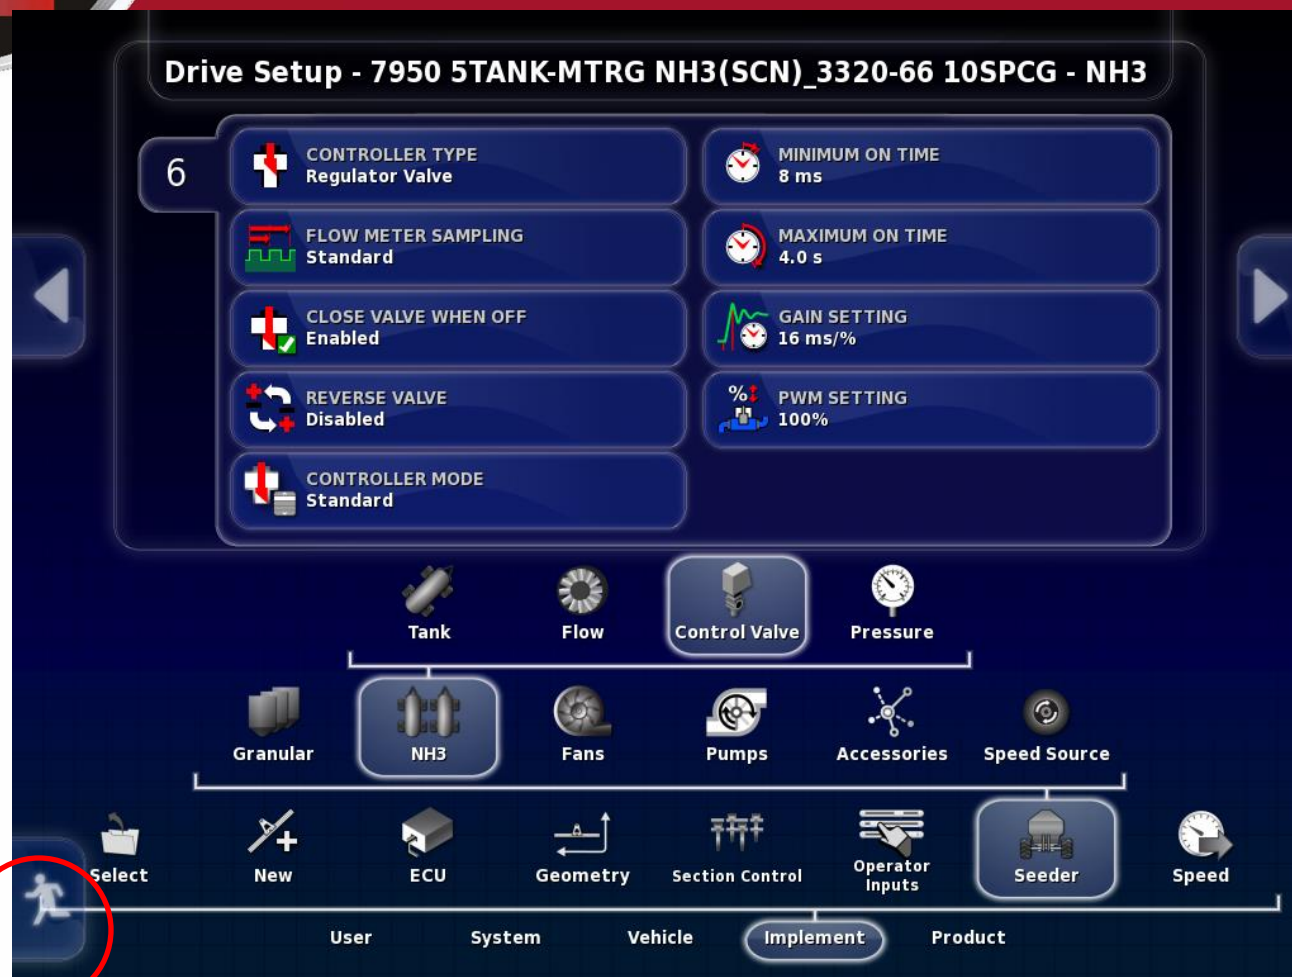 Drive Setup - 7950 5TANK-MTRG NH3(SCN)_3320-66 10SPCG - NH3
6
CONTROLLER TYPE
Regulator Valve
FLOW METER SAMPLING
Standard
CLOSE VALVE WHEN OFF
Enabled
REVERSE VALVE
Disabled
CONTROLLER MODE
Standard
MINIMUM ON TIME
8 ms
MAXIMUM ON TIME
4.0 s
GAIN SETTING
16 ms/%
%
PWM SETTING
100%
Tank
Flow
Control Valve
Pressure
Granular
NH3
Fans
Pumps
Accessories
Speed Source
Select
New
ECU
Geometry
Section Control
Operator
Inputs
Seeder
Speed
User
System
Vehicle
Implement
Product